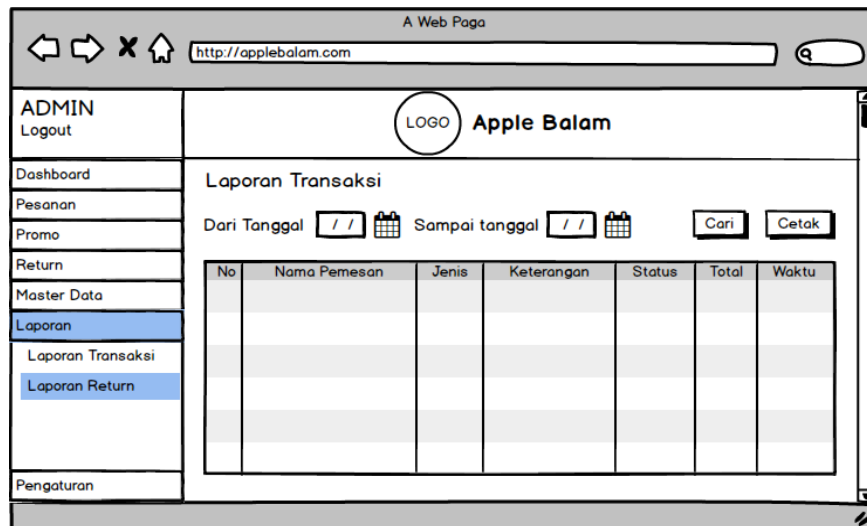 A Web Paga
http://applebalam.com
ADMIN
Logout
LOGO Apple Balam
Dashboard
Pesanan
Promo
Return
Master Data
Laporan
Laporan Transaksi
Laporan Return
Pengaturan
Laporan Transaksi
Dari Tanggal / / Sampai tanggal / / Cari Cetak
No Nama Pemesan Jenis Keterangan Status Total Waktu